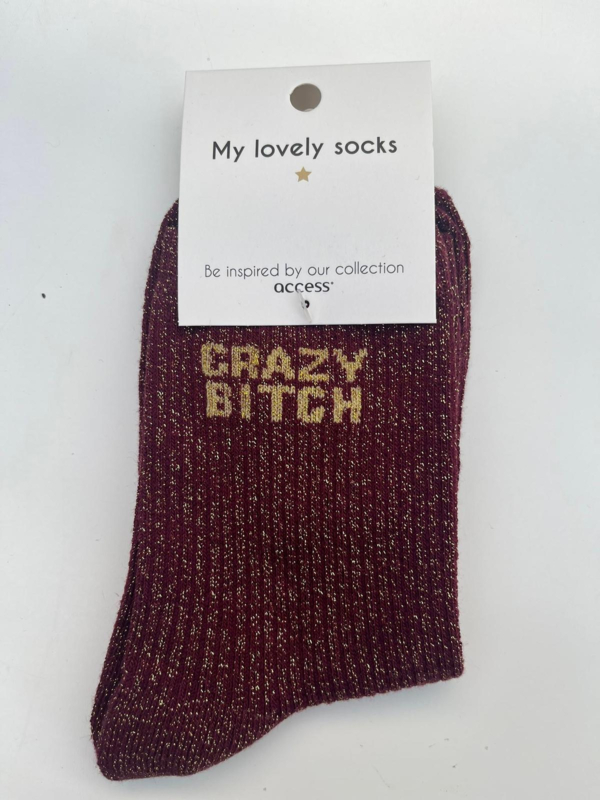 My lovely socks
Be inspired by our collection
access
CRAZY
BITCH